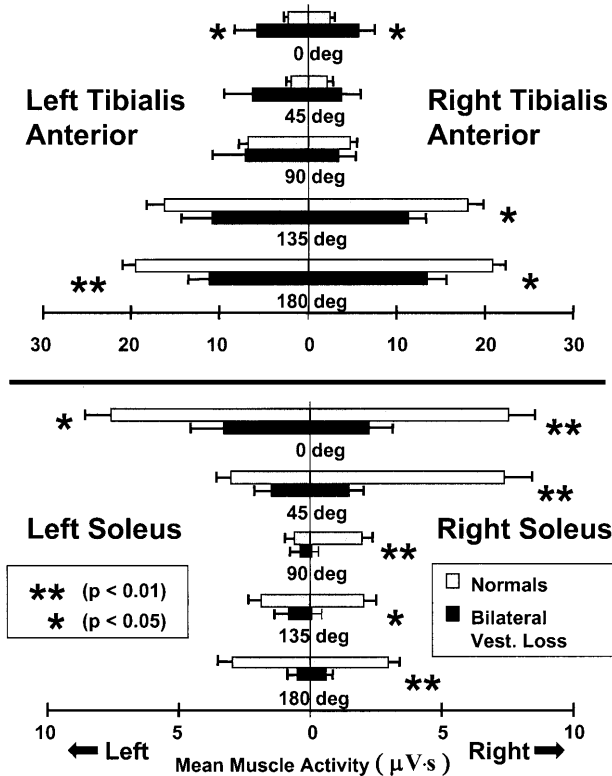 * *
0 deg
Left Tibialis
Anterior
Right Tibialis
Anterior
45 deg
90 deg
*
135 deg
** *
180 deg
30 20 10 0 10 20 30
* **
0 deg
**
45 deg
Left Soleus
Right Soleus
**
90 deg
** (p < 0.01)
* (p < 0.05)
Normals
Bilateral
Vest. Loss
*
135 deg
**
180 deg
10 5 0 5 10
Left Mean Muscle Activity ( μV·s ) Right